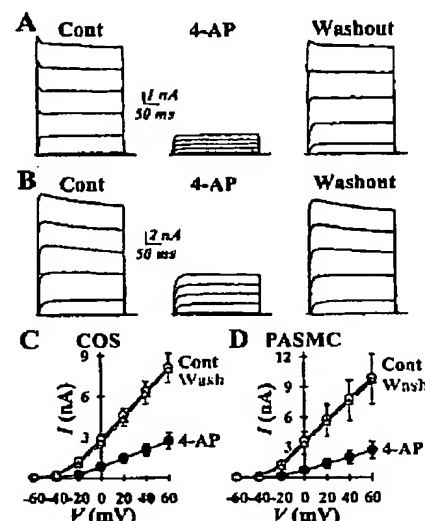 A Cont 4-AP Washout
1 nA
50 ms
B Cont 4-AP Washout
2 nA
50 ms
C COS
I (nA)
9
6
3
Cont
Wash
4-AP
-60 -40 -20 0 20 40 60
V (mV)
D PASMC
I (nA)
12
9
6
3
Cont
Wash
4-AP
-60 -40 -20 0 20 40 60
V (mV)